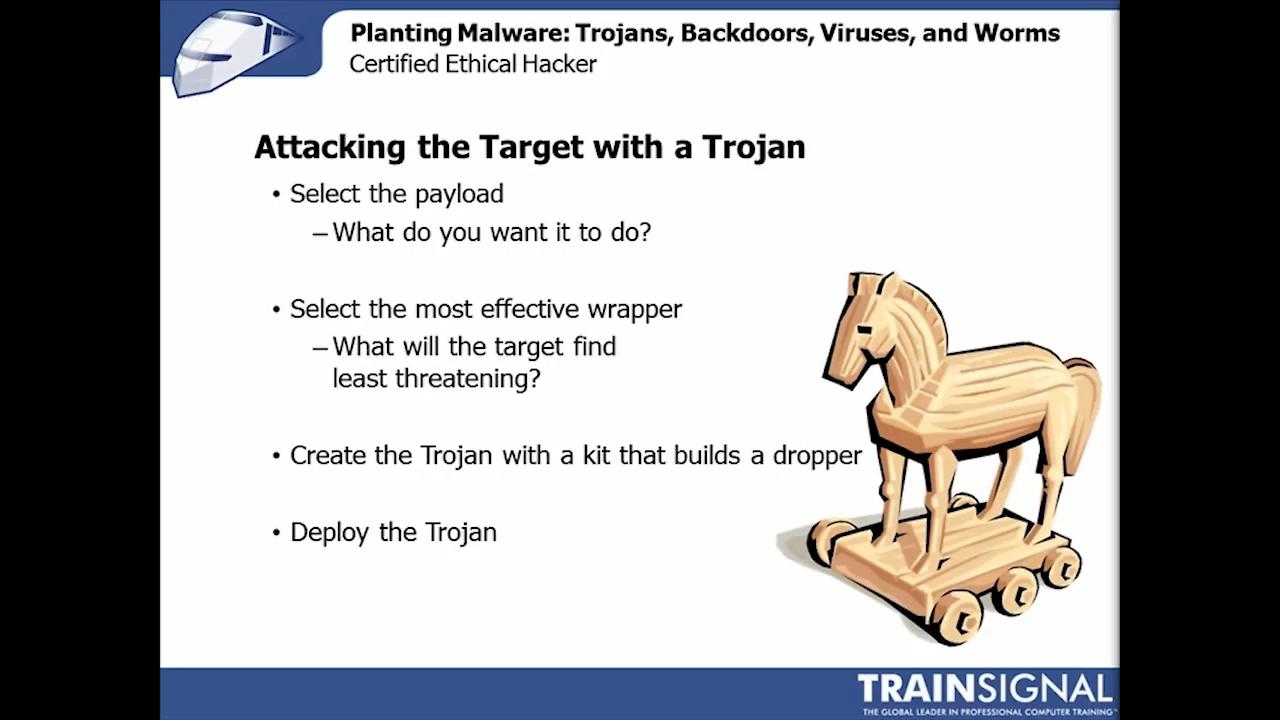 Planting Malware: Trojans, Backdoors, Viruses, and Worms
Certified Ethical Hacker
Attacking the Target with a Trojan
• Select the payload
– What do you want it to do?
• Select the most effective wrapper
– What will the target find
least threatening?
• Create the Trojan with a kit that builds a dropper
• Deploy the Trojan
TRAINSIGNAL
THE GLOBAL LEADER IN PROFESSIONAL COMPUTER TRAINING